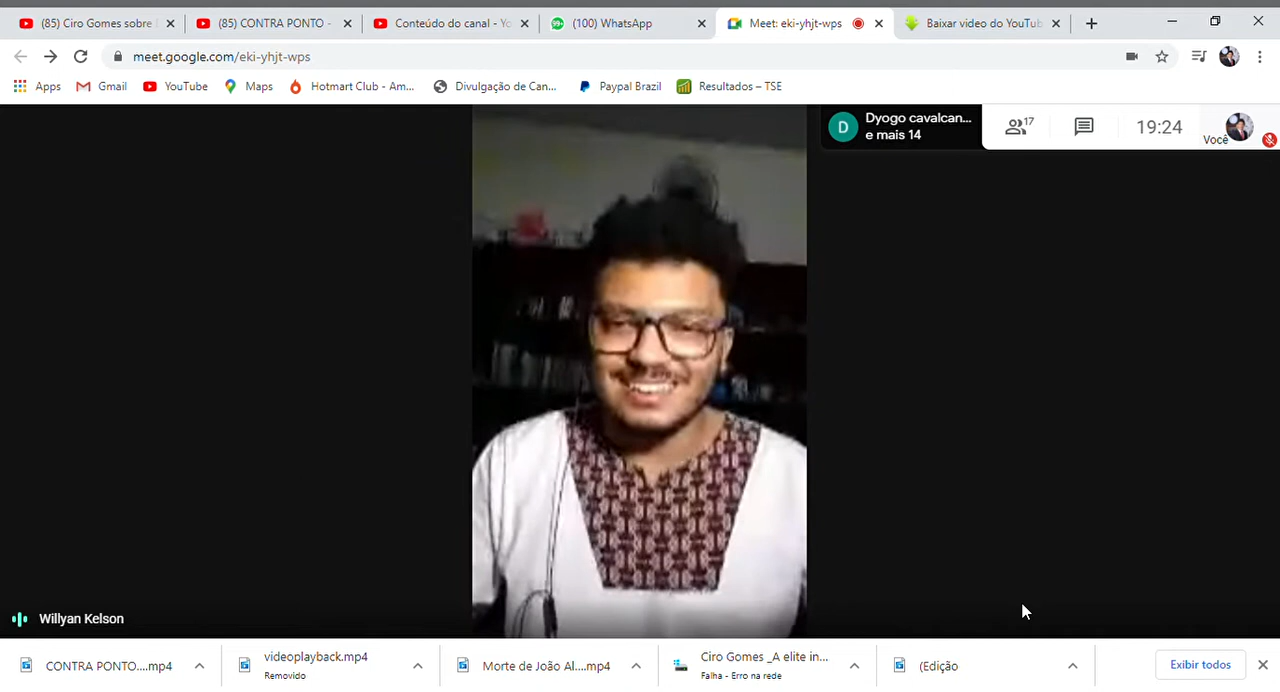 (85) Ciro Gomes sobre
(85) CONTRA PONTO -
Conteúdo do canal - Yo
99+
(100) WhatsApp
Meet: eki-yhjt-wps
Baixar video do YouTub
meet.google.com/eki-yhjt-wps
Apps
Gmail
YouTube
Maps
Hotmart Club - Am...
Divulgação de Can...
Paypal Brazil
Resultados – TSE
D
Dyogo cavalcan...
e mais 14
17
19:24
Você
Willyan Kelson
CONTRA PONTO....mp4
videoplayback.mp4
Removido
Morte de João Al....mp4
Ciro Gomes _A elite in...
Falha - Erro na rede
(Edição
Exibir todos